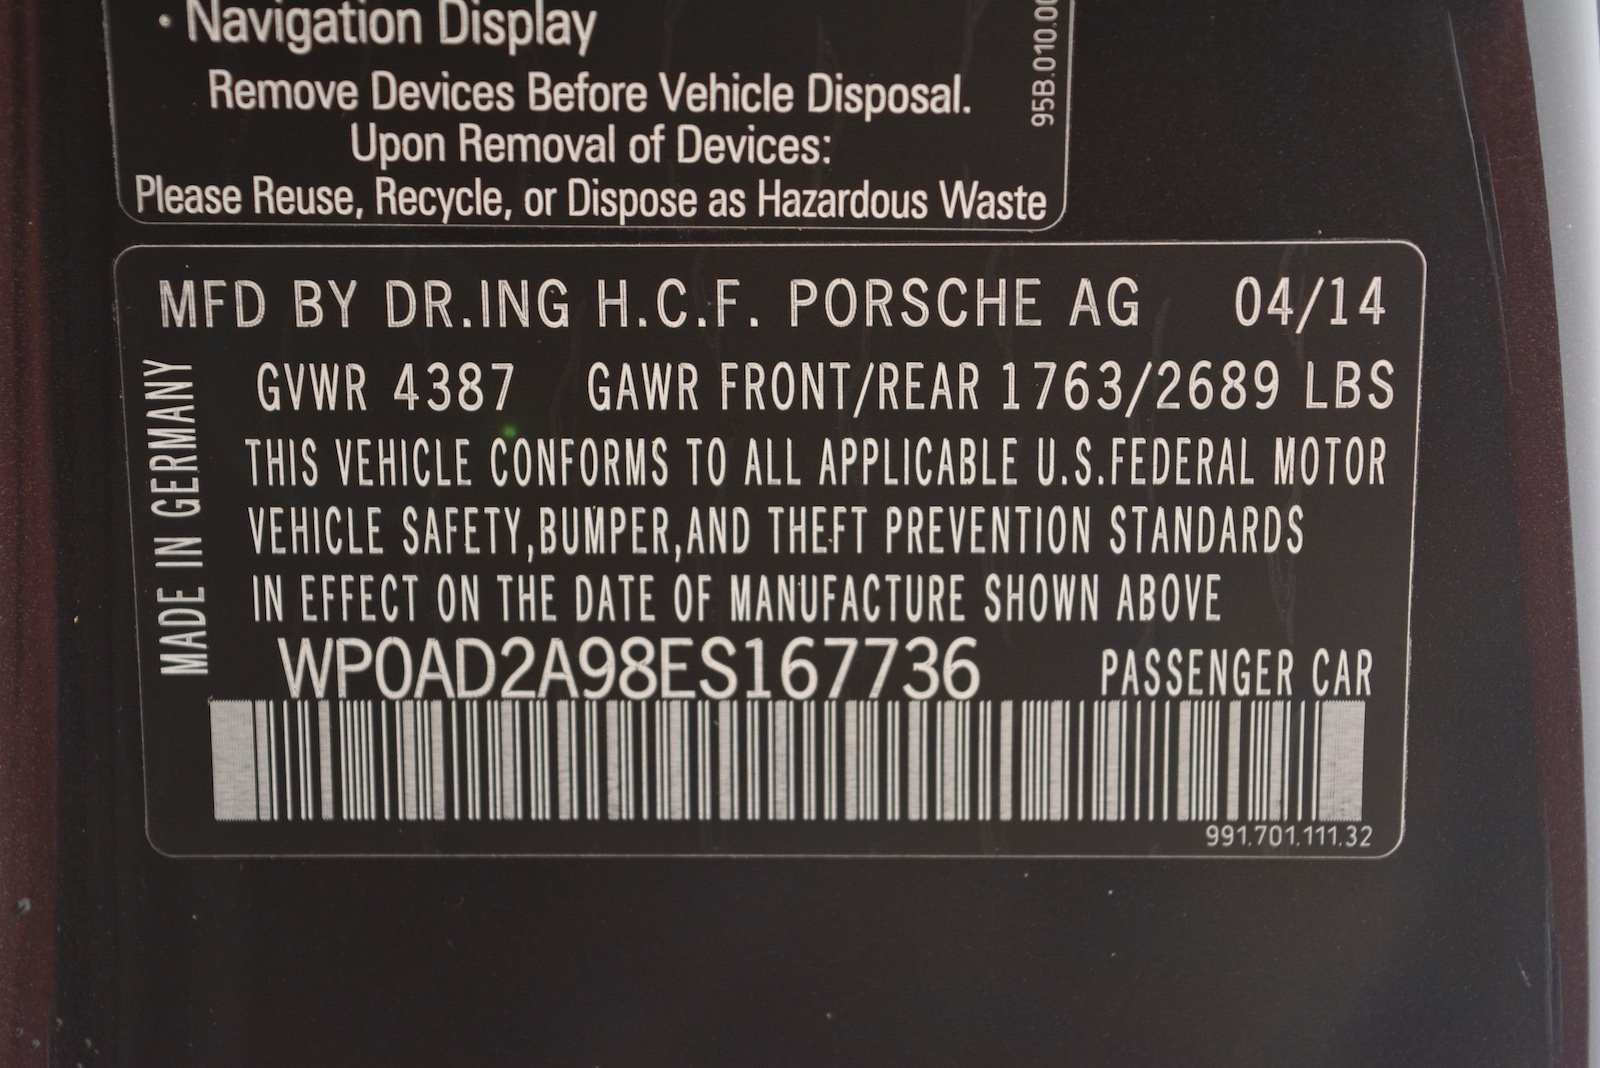 • Navigation Display
Remove Devices Before Vehicle Disposal.
Upon Removal of Devices:
Please Reuse, Recycle, or Dispose as Hazardous Waste
95B.010.00
MFD BY DR.ING H.C.F. PORSCHE AG 04/14
GVWR 4387 GAWR FRONT/REAR 1763/2689 LBS
MADE IN GERMANY
THIS VEHICLE CONFORMS TO ALL APPLICABLE U.S.FEDERAL MOTOR
VEHICLE SAFETY,BUMPER,AND THEFT PREVENTION STANDARDS
IN EFFECT ON THE DATE OF MANUFACTURE SHOWN ABOVE
WP0AD2A98ES167736 PASSENGER CAR
991.701.111.32